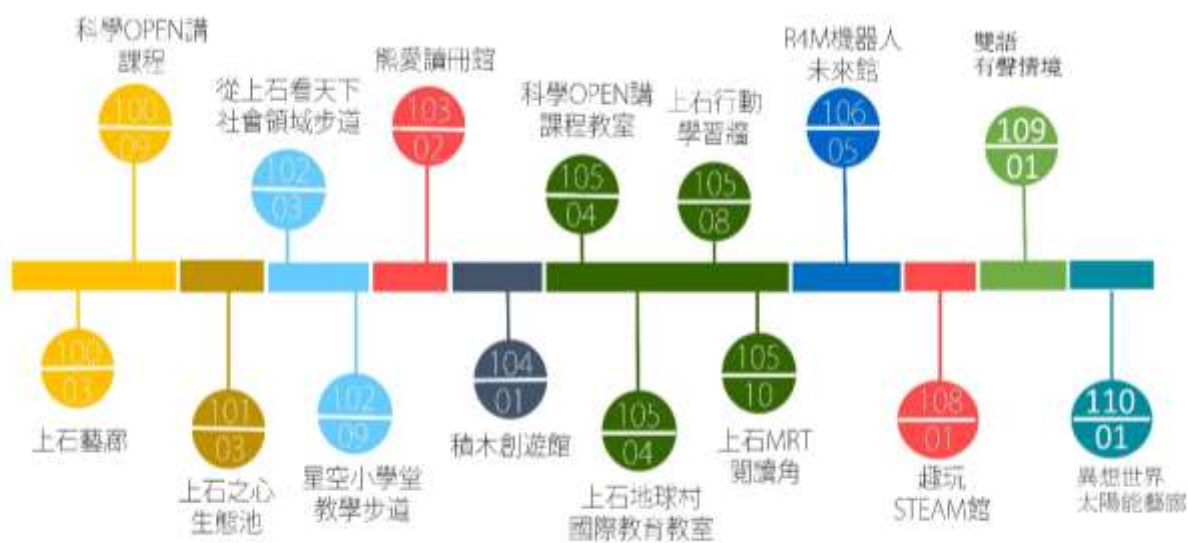 科學OPEN講
課程
100
09
從上石看天下
社會領域步道
102
03
熊愛讀冊館
103
02
科學OPEN講
課程教室
105
04
上石行動
學習牆
105
08
R4M機器人
未來館
106
05
雙語
有聲情境
109
01
100
03
上石藝廊
101
03
上石之心
生態池
102
09
星空小學堂
教學步道
104
01
積木創遊館
105
04
上石地球村
國際教育教室
105
10
上石MRT
閱讀角
108
01
趣玩
STEAM館
110
01
異想世界
太陽能藝廊